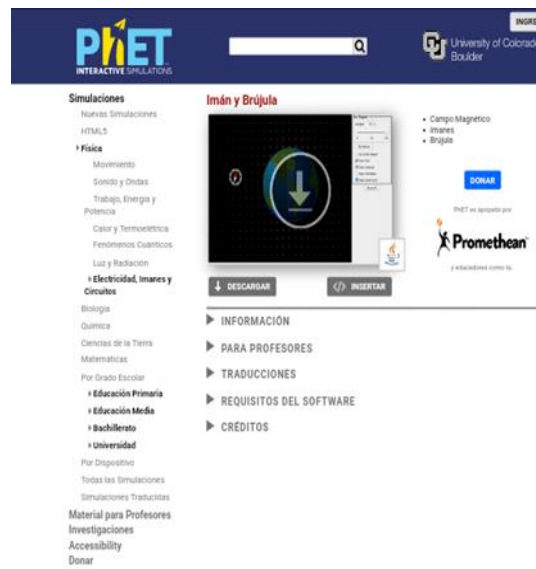 PhET
INTERACTIVE SIMULATIONS
INGRE
University of Colorado
Boulder
Simulaciones
Nuevas Simulaciones
HTML5
Física
Movimiento
Sonido y Ondas
Trabajo, Energía y
Potencia
Calor y Termometría
Fenómenos Cuánticos
Luz y Radiación
Electricidad, Imanes y
Circuitos
Biología
Química
Ciencias de la Tierra
Matemáticas
Por Grado Escolar
Educación Primaria
Educación Media
Bachillerato
Universidad
Por Dispositivo
Todas las Simulaciones
Simulaciones Traducidas
Material para Profesores
Investigaciones
Accessibility
Donar
Imán y Brújula
DESCARGAR
INSERTAR
INFORMACIÓN
PARA PROFESORES
TRADUCCIONES
REQUISITOS DEL SOFTWARE
CRÉDITOS
Campo Magnético
Imanes
Brújula
DONAR
PhET es apoyado por
Promethean
y educadores como tú.